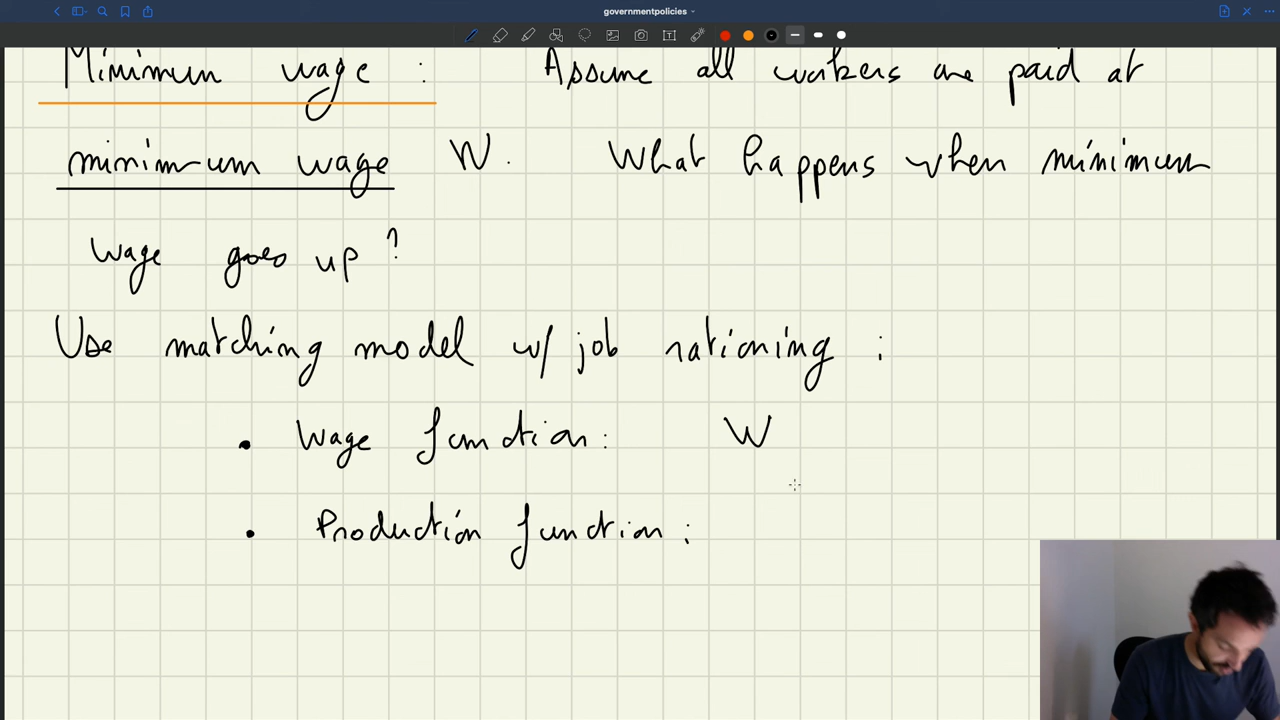 governmentpolicies
Minimum wage : Assume all workers are paid at
minimum wage W. What happens when minimum
wage goes up ?
Use matching model w/ job rationing :
• Wage function : W
• Production function :